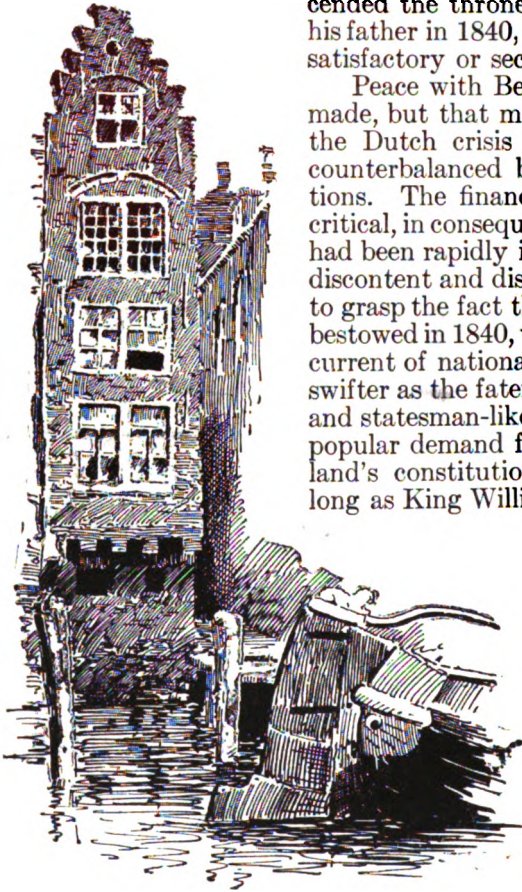 cended the throne
his father in 1840,
satisfactory or sec
Peace with Be
made, but that m
the Dutch crisis
counterbalanced b
tions. The financ
critical, in consequ
had been rapidly i
discontent and dis
to grasp the fact t
bestowed in 1840,
current of national
swifter as the fate
and statesman-like
popular demand f
land's constitutio
long as King Willi